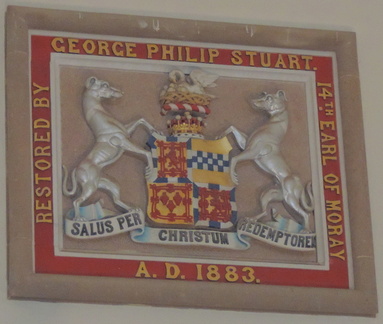 RESTORED BY
GEORGE PHILIP STUART.
14TH EARL OF MORAY
SALUS PER
CHRISTUM
REDEMPTOREM
A. D. 1883.